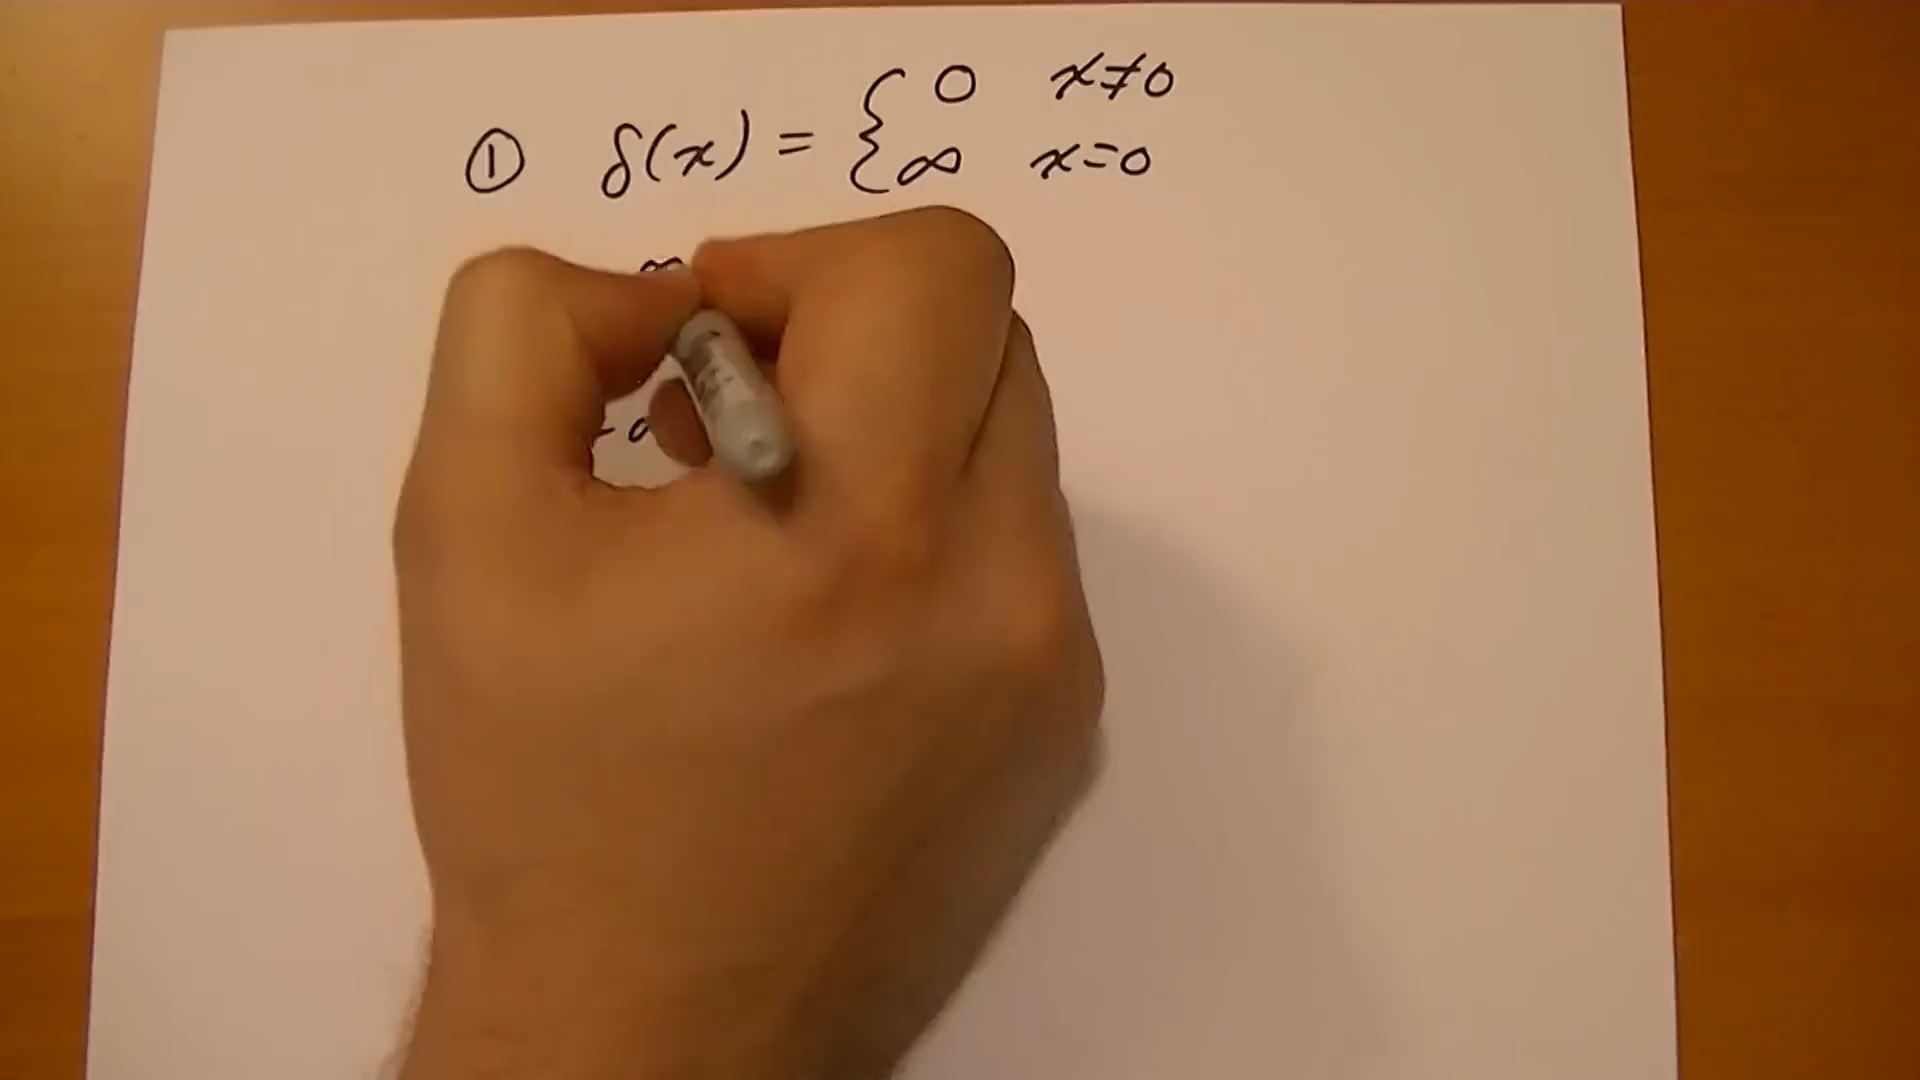 ① δ(x) = { 0 x≠0
∞ x=0
∞